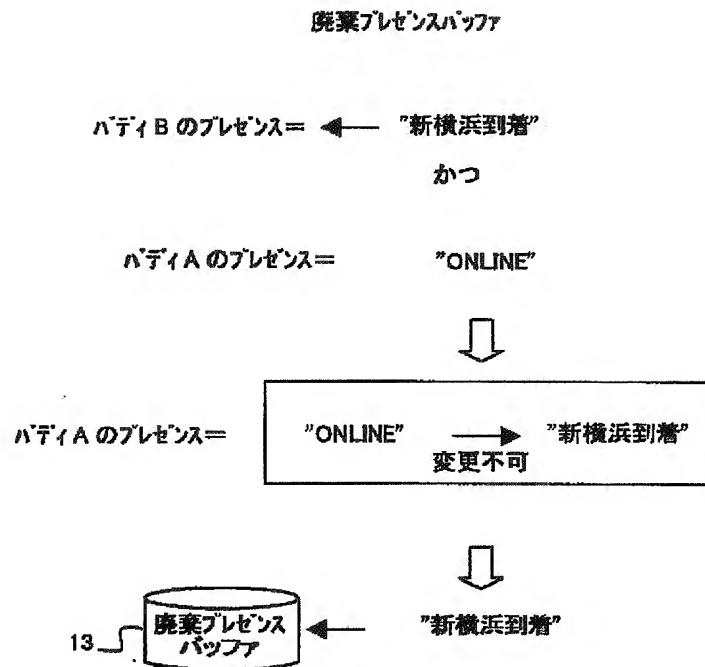 廃棄プレゼンスバッファ
バディBのプレゼンス= ← "新横浜到着"
かつ
バディAのプレゼンス= "ONLINE"
バディAのプレゼンス= "ONLINE" → "新横浜到着"
変更不可
13 廃棄プレゼンス ← "新横浜到着"
バッファ